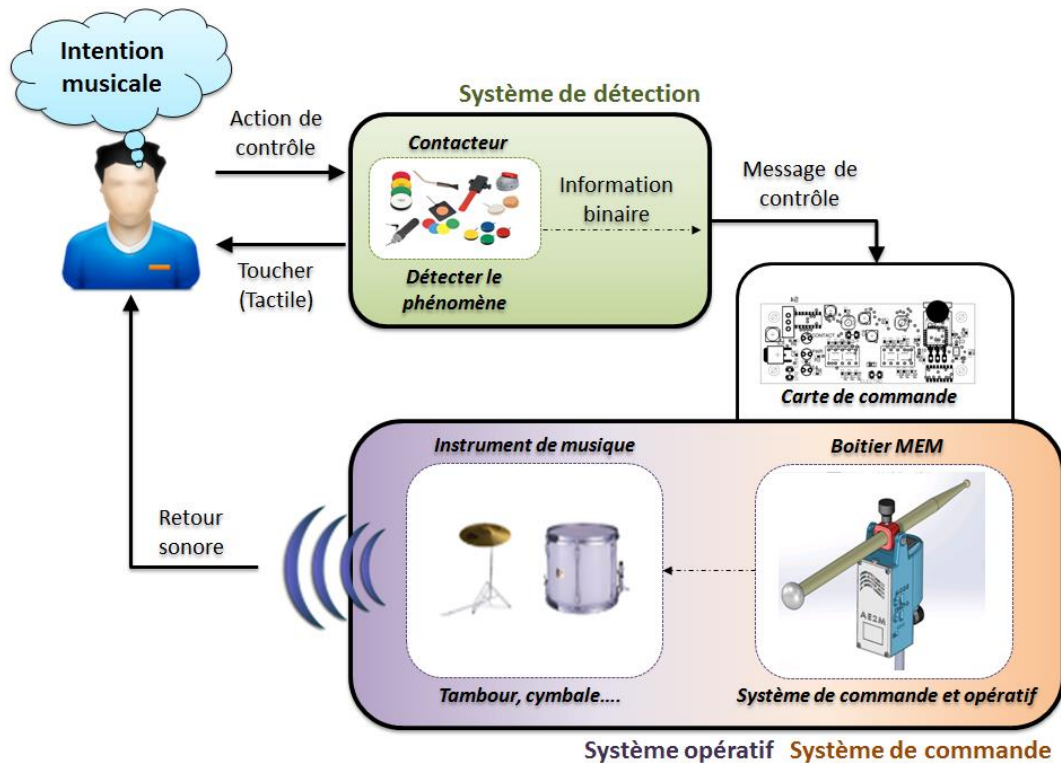 Intention
musicale
Système de détection
Action de
contrôle
Contacteur
Information
binaire
Message de
contrôle
Toucher
(Tactile)
Détecter le
phénomène
CONTACT
Carte de commande
Instrument de musique
Boitier MEM
Retour
sonore
AE2M
Tambour, cymbale....
Système de commande et opératif
Système opératif Système de commande